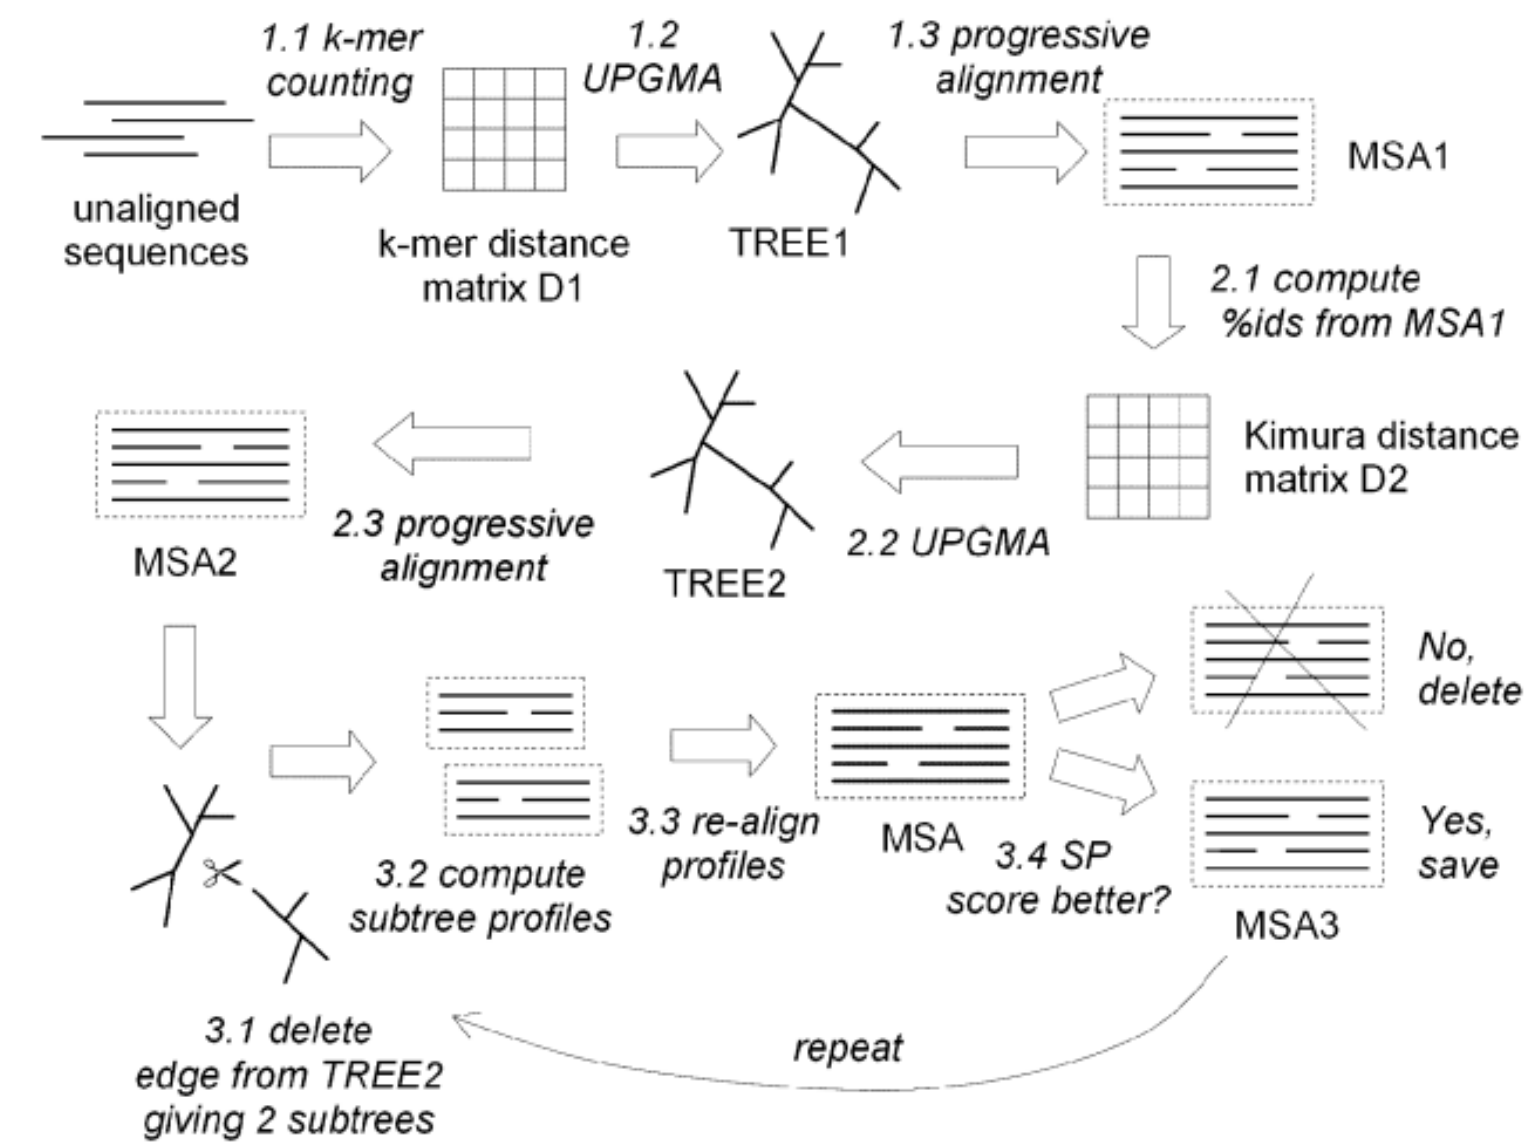 1.1 k-mer
counting
1.2
UPGMA
1.3 progressive
alignment
unaligned
sequences
k-mer distance
matrix D1
TREE1
MSA1
2.1 compute
%ids from MSA1
Kimura distance
matrix D2
2.2 UPGMA
TREE2
2.3 progressive
alignment
MSA2
3.1 delete
edge from TREE2
giving 2 subtrees
3.2 compute
subtree profiles
3.3 re-align
profiles
MSA
3.4 SP
score better?
No,
delete
Yes,
save
MSA3
repeat